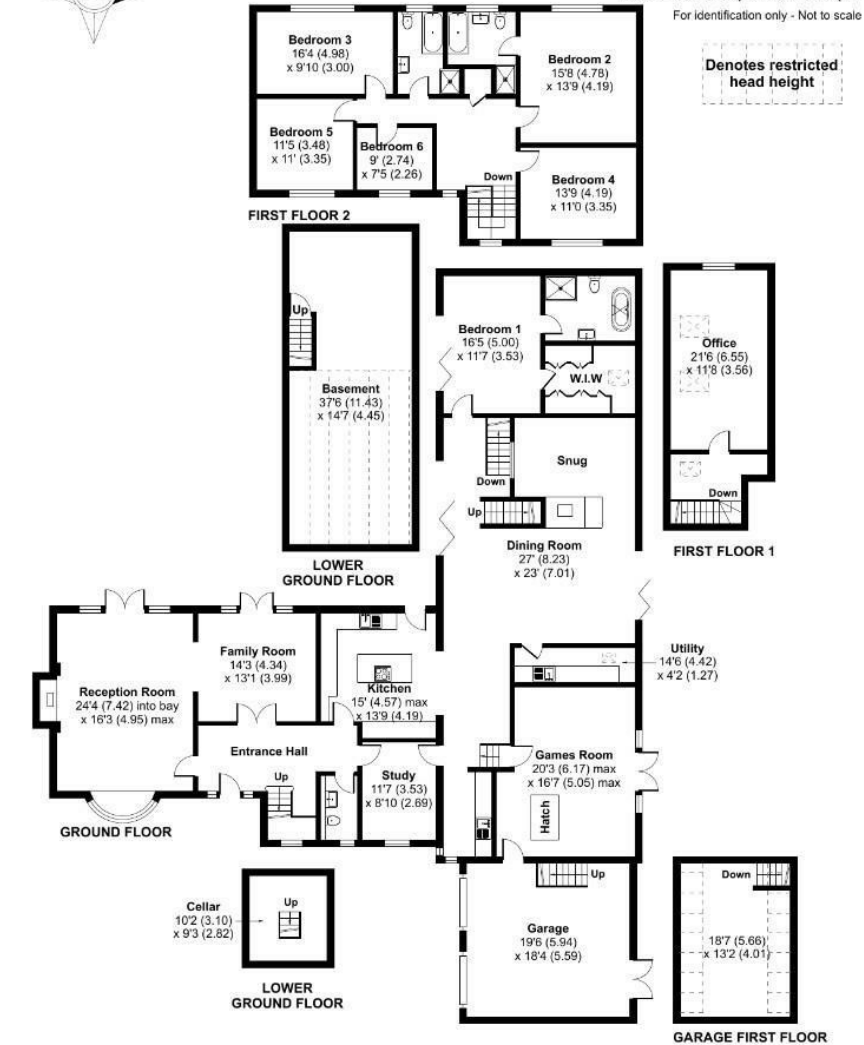 For identification only - Not to scale
Denotes restricted
head height
Bedroom 3
16'4 (4.98)
x 9'10 (3.00)
Bedroom 2
15'8 (4.78)
x 13'9 (4.19)
Bedroom 5
11'5 (3.48)
x 11' (3.35)
Bedroom 6
9' (2.74)
x 7'5 (2.26)
Down
Bedroom 4
13'9 (4.19)
x 11'0 (3.35)
FIRST FLOOR 2
Up
Basement
37'6 (11.43)
x 14'7 (4.45)
LOWER
GROUND FLOOR
Bedroom 1
16'5 (5.00)
x 11'7 (3.53)
W.I.W
Snug
Down
Up
Dining Room
27' (8.23)
x 23' (7.01)
Office
21'6 (6.55)
x 11'8 (3.56)
Down
FIRST FLOOR 1
Utility
14'6 (4.42)
x 4'2 (1.27)
Family Room
14'3 (4.34)
x 13'1 (3.99)
Reception Room
24'4 (7.42) into bay
x 16'3 (4.95) max
Kitchen
15' (4.57) max
x 13'9 (4.19)
Entrance Hall
Up
Study
11'7 (3.53)
x 8'10 (2.69)
Games Room
20'3 (6.17) max
x 16'7 (5.05) max
Hatch
GROUND FLOOR
Cellar
10'2 (3.10)
x 9'3 (2.82)
Up
LOWER
GROUND FLOOR
Up
Garage
19'6 (5.94)
x 18'4 (5.59)
Down
18'7 (5.66)
x 13'2 (4.01)
GARAGE FIRST FLOOR